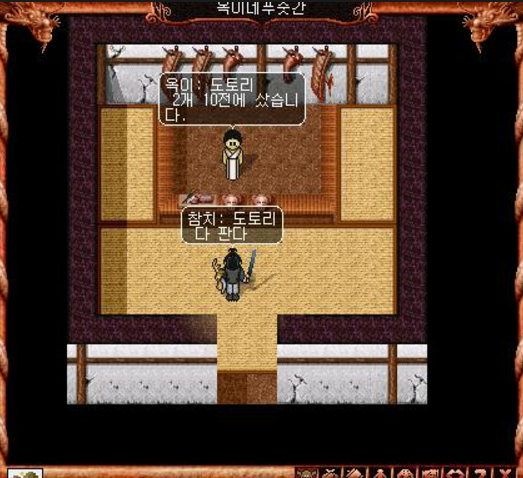 옥이네푸줏간
옥이: 도토리
2개 10전에 샀습니
다.
참치: 도토리
다 판다